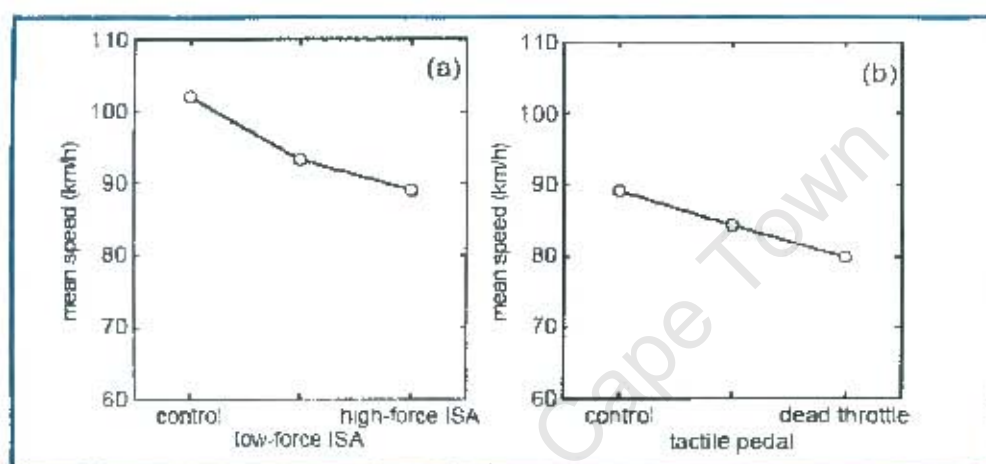 110
100
90
80
70
60
mean speed (km/h)
(a)
control
low-force ISA
high-force ISA
110
100
90
80
70
60
mean speed (km/h)
(b)
control
tactile pedal
dead throttle
Cape Town